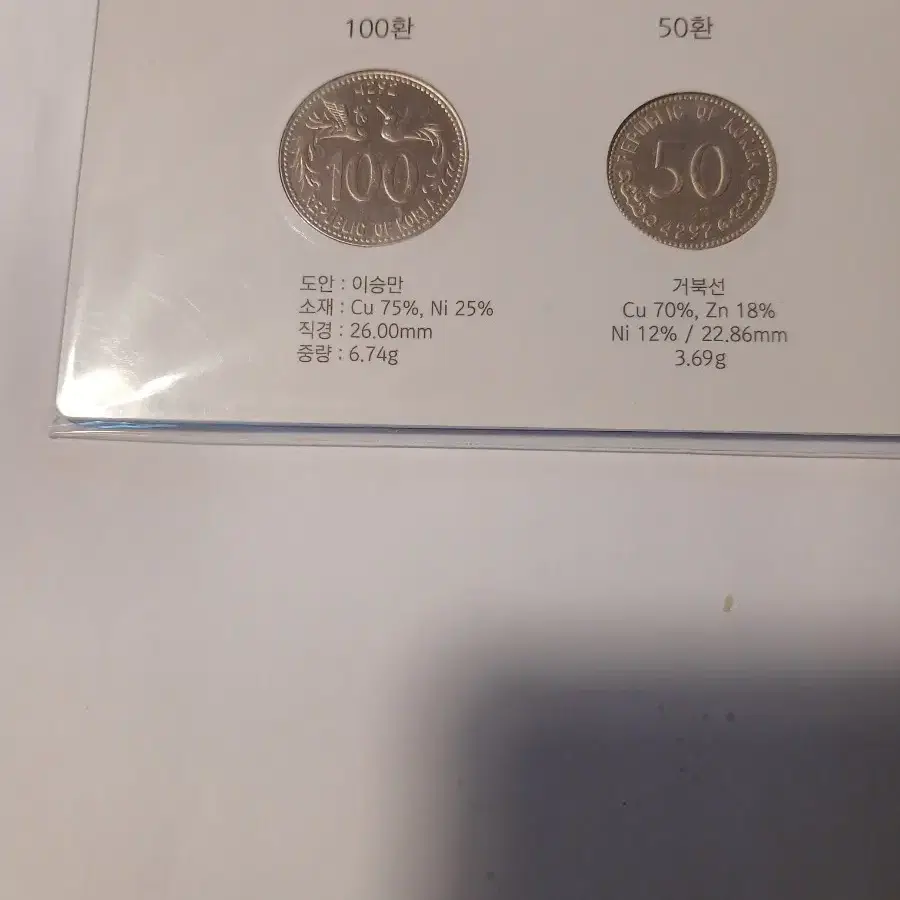 100환
50환
4292
100
REPUBLIC OF KOREA
REPUBLIC OF KOREA
50
4292
도안 : 이승만
소재 : Cu 75%, Ni 25%
직경 : 26.00mm
중량 : 6.74g
거북선
Cu 70%, Zn 18%
Ni 12% / 22.86mm
3.69g